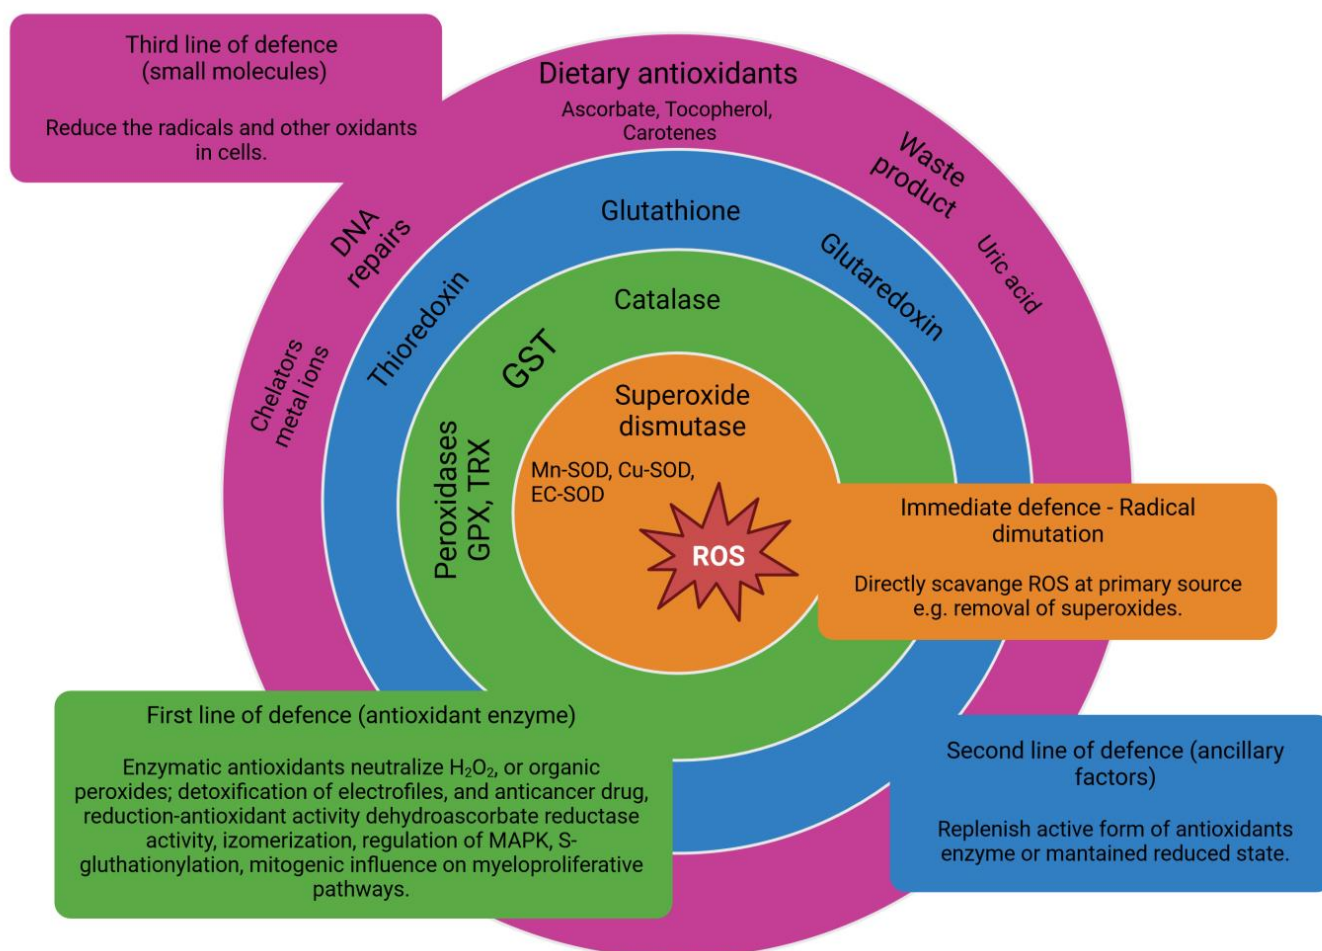 Third line of defence
(small molecules)
Reduce the radicals and other oxidants
in cells.
Dietary antioxidants
Ascorbate, Tocopherol,
Carotenes
Waste
product
Uric acid
DNA
repairs
Chelators
metal ions
Glutathione
Glutaredoxin
Thioredoxin
Catalase
GST
Peroxidases
GPX, TRX
Superoxide
dismutase
Mn-SOD, Cu-SOD,
EC-SOD
ROS
Immediate defence - Radical
dimutation
Directly scavange ROS at primary source
e.g. removal of superoxides.
First line of defence (antioxidant enzyme)
Enzymatic antioxidants neutralize H₂O₂, or organic
peroxides; detoxification of electrofiles, and anticancer drug,
reduction-antioxidant activity dehydroascorbate reductase
activity, izomerization, regulation of MAPK, S-
gluthationylation, mitogenic influence on myeloproliferative
pathways.
Second line of defence (ancillary
factors)
Replenish active form of antioxidants
enzyme or mantained reduced state.